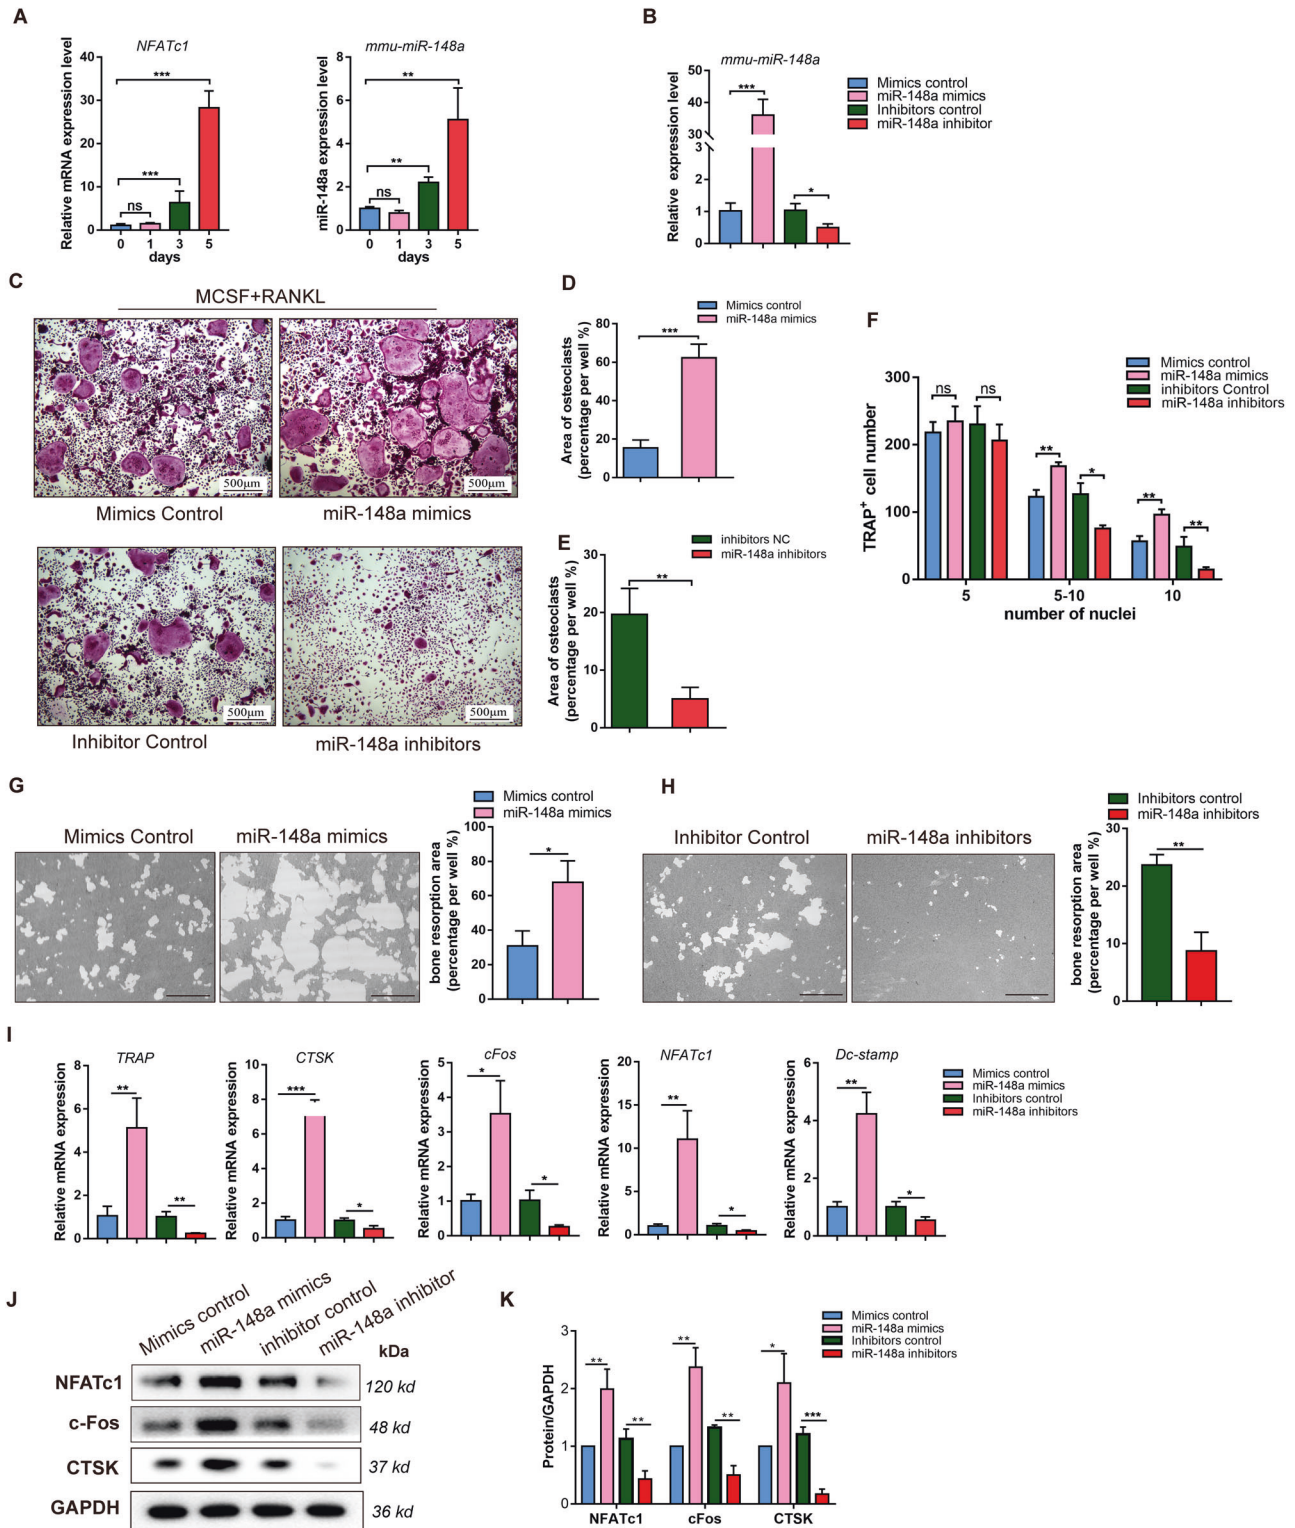 A
NFATc1
Relative mRNA expression level
40
30
20
10
0
***
***
ns
0 1 3 5
days
mmu-miR-148a
miR-148a expression level
8
6
4
2
0
**
**
ns
0 1 3 5
days
B
mmu-miR-148a
Relative expression level
50
40
30
3
2
1
0
***
*
Mimics control
miR-148a mimics
Inhibitors control
miR-148a inhibitor
C
MCSF+RANKL
500μm
500μm
Mimics Control
miR-148a mimics
500μm
500μm
Inhibitor Control
miR-148a inhibitors
D
Mimics control
miR-148a mimics
Area of osteoclasts
(percentage per well %)
80
60
40
20
0
***
E
inhibitors NC
miR-148a inhibitors
Area of osteoclasts
(percentage per well %)
30
20
10
0
**
F
Mimics control
miR-148a mimics
inhibitors Control
miR-148a inhibitors
TRAP+ cell number
300
200
100
0
ns
ns
**
*
**
**
5 5-10 10
number of nuclei
G
Mimics Control
miR-148a mimics
Mimics control
miR-148a mimics
bone resorption area
(percentage per well %)
100
80
60
40
20
0
*
H
Inhibitor Control
miR-148a inhibitors
Inhibitors control
miR-148a inhibitors
bone resorption area
(percentage per well %)
30
20
10
0
**
I
TRAP
Relative mRNA expression
8
6
4
2
0
**
**
CTSK
Relative mRNA expression
10
8
6
4
2
0
***
*
cFos
Relative mRNA expression
5
4
3
2
1
0
*
*
NFATc1
Relative mRNA expression
20
15
10
5
0
**
*
Dc-stamp
Relative mRNA expression
6
4
2
0
**
*
Mimics control
miR-148a mimics
Inhibitors control
miR-148a inhibitors
J
Mimics control
miR-148a mimics
inhibitor control
miR-148a inhibitor
kDa
NFATc1
120 kd
c-Fos
48 kd
CTSK
37 kd
GAPDH
36 kd
K
Mimics control
miR-148a mimics
Inhibitors control
miR-148a inhibitors
Protein/GAPDH
3
2
1
0
**
**
**
**
*
***
NFATc1 cFos CTSK